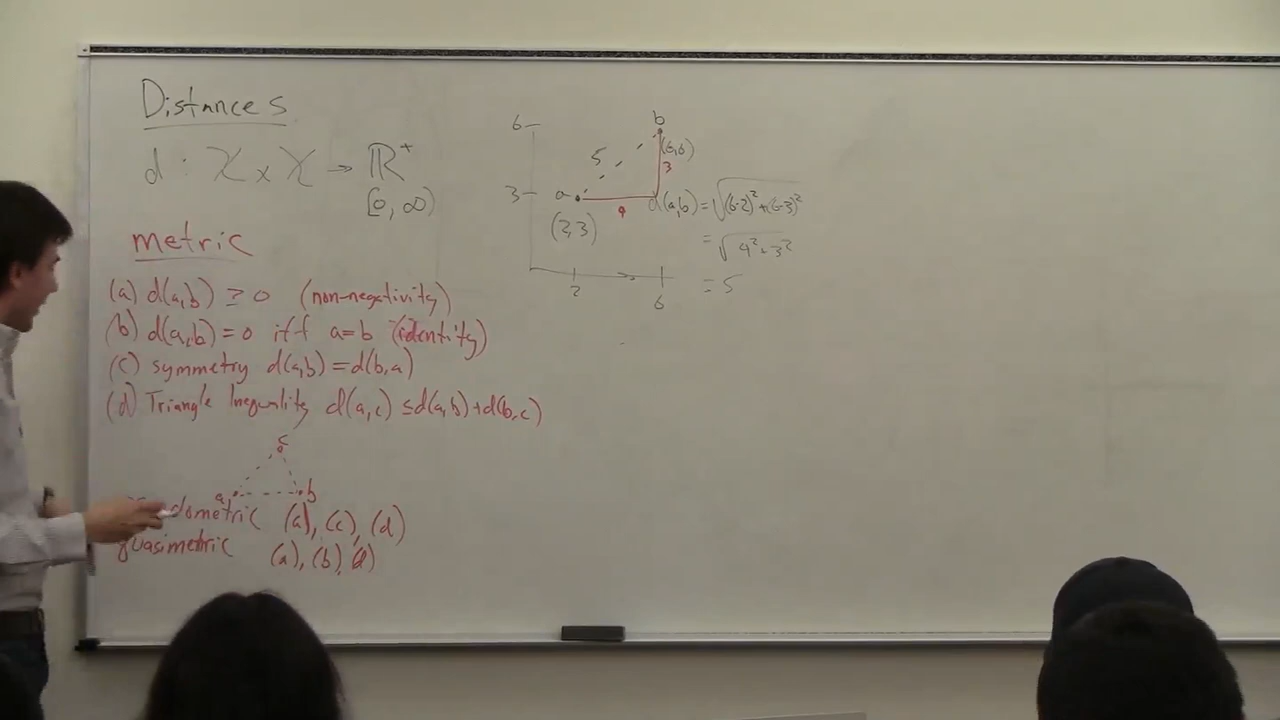 Distances
d : X x X → ℝ⁺
[0, ∞)
metric
(a) d(a,b) ≥ 0 (non-negativity)
(b) d(a,b) = 0 iff a=b (identity)
(c) symmetry d(a,b) = d(b,a)
(d) Triangle Inequality d(a,c) ≤ d(a,b) + d(b,c)
c
a b
dometric (a), (c), (d)
quasimetric (a), (b), (d)
6
b
5
(6,6)
3
3
a
d(a,b) = √(6-2)² + (6-3)²
4
(2,3)
= √4² + 3²
= 5
2
6